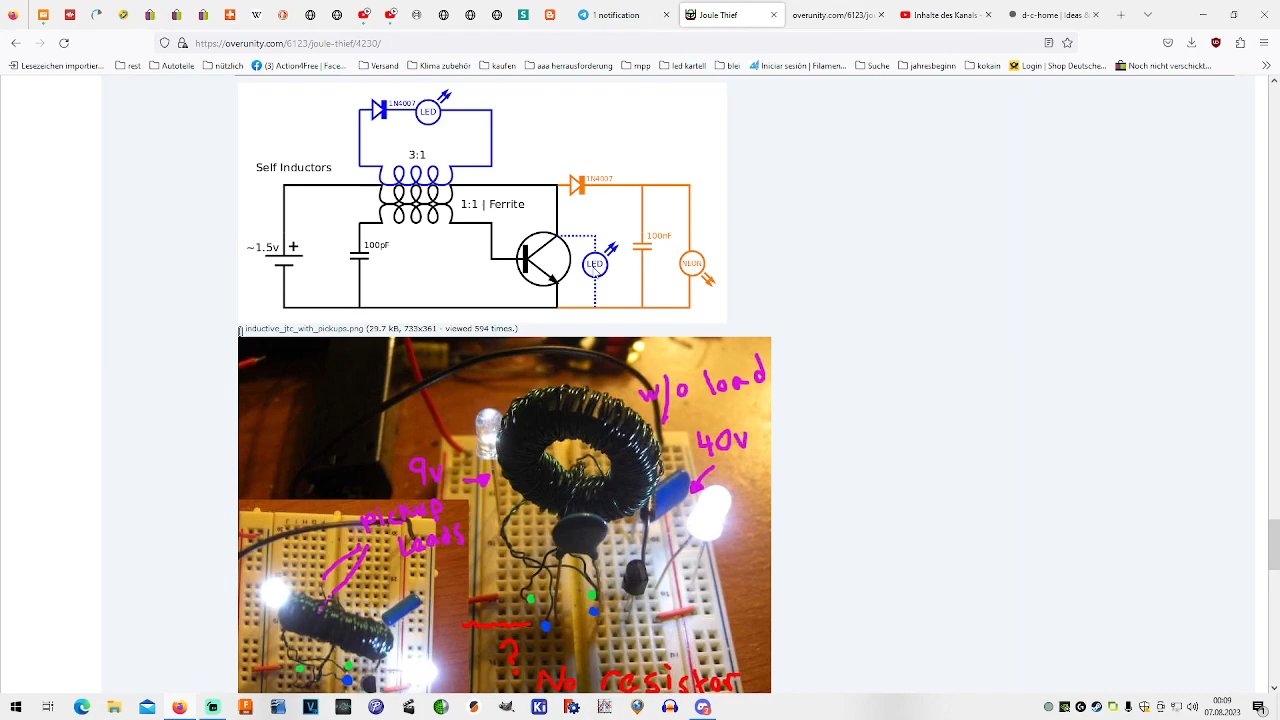 1 notification
Joule Thief
overunity.com/6123/jo
Inhalte des Kanals -
d-c-home Deaderes...
https://overunity.com/6123/joule-thief/4230/
Lesezeichen importier...
rest
Autoteile
nützlich
(3) Action4Free | Face...
Versand
Klima zubehör
kaufen
aaa herrausforderung
mpp
led kartell
blei
Iniciar sesión | Filamen...
Suche
jahresbeginn
kokain
Login | Shop Deutsche...
Noch nicht verschickt...
1N4007
LED
3:1
Self Inductors
1N4007
1:1 | Ferrite
~1.5v
+
100pF
LED
100nF
NEON
inductive_jtc_with_pickups.png (29.7 kB, 733x361 - viewed 594 times.)
w/o load
40v
9v
pickup
Leads
?
No resistor
00:09
07.08.2023